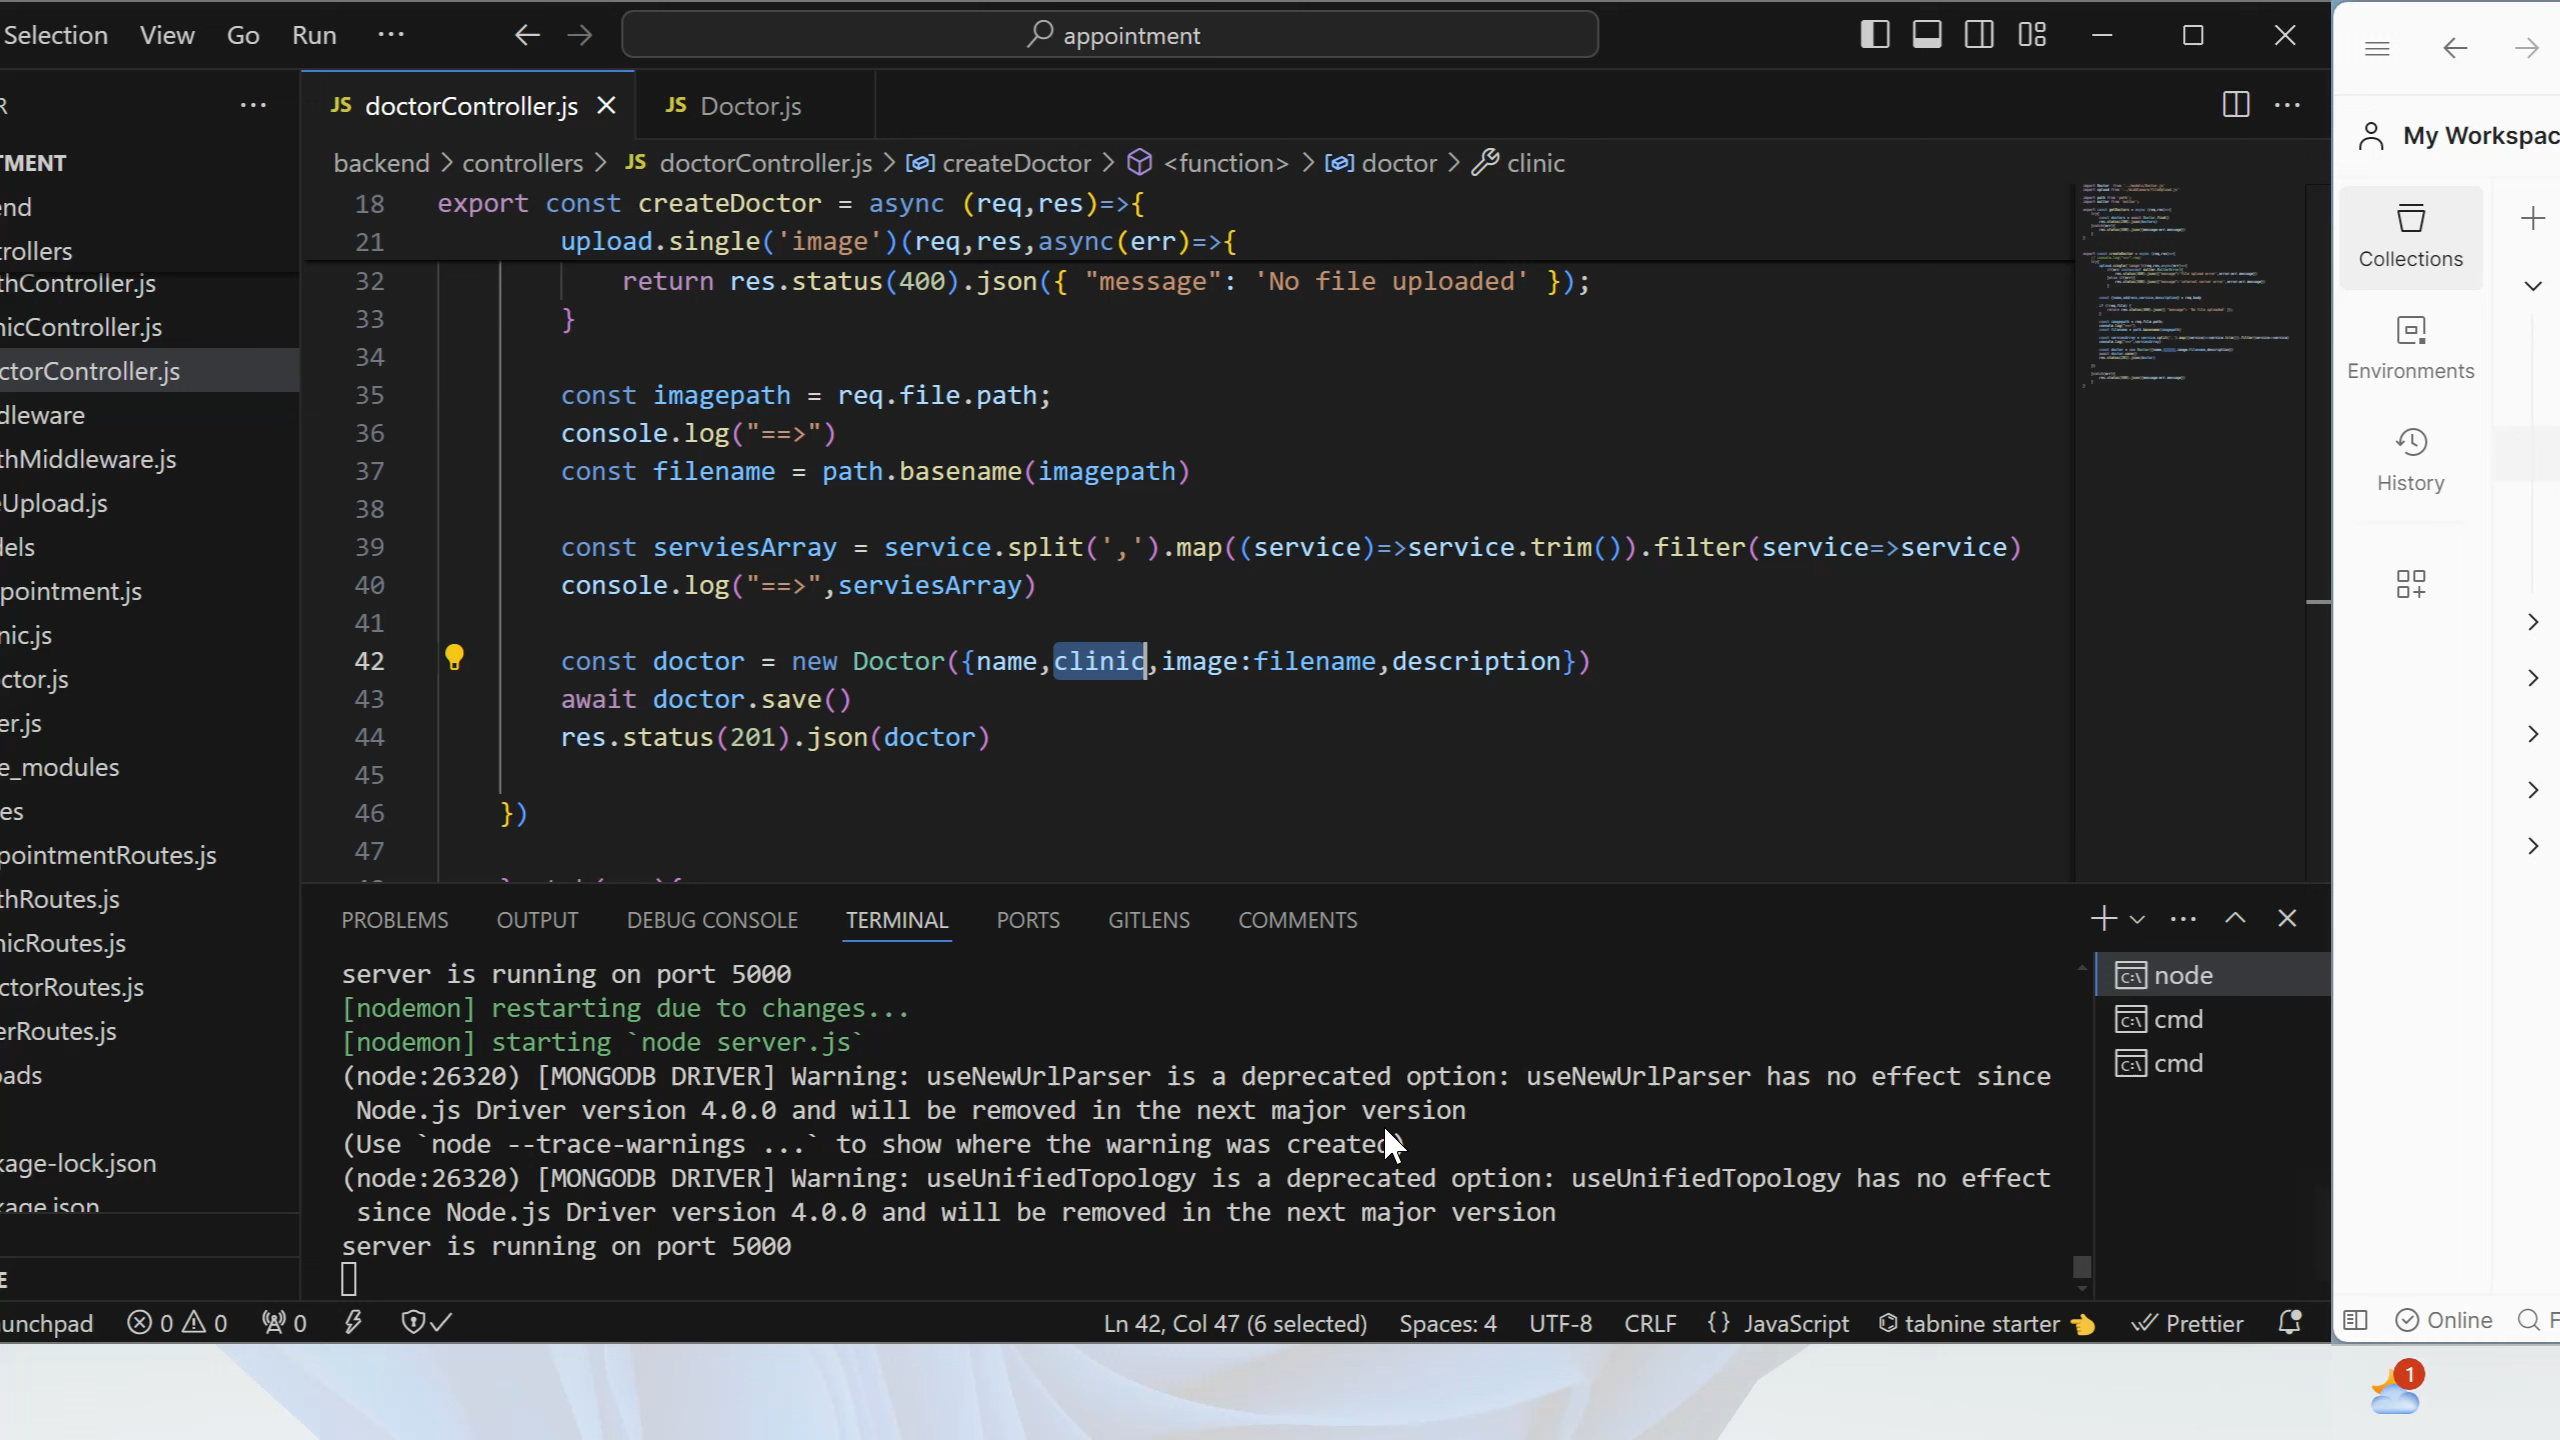 Selection View Go Run ···
appointment
R ···
JS doctorController.js
JS Doctor.js
backend > controllers > JS doctorController.js > createDoctor > <function> > doctor > clinic
TMENT
end
trollers
thController.js
nicController.js
ctorController.js
dleware
thMiddleware.js
eUpload.js
dels
pointment.js
nic.js
ctor.js
er.js
e_modules
es
pointmentRoutes.js
thRoutes.js
nicRoutes.js
ctorRoutes.js
erRoutes.js
ads
kage-lock.json
kage.json
E
18 export const createDoctor = async (req,res)=>{
21 upload.single('image')(req,res,async(err)=>{
32 return res.status(400).json({ "message": 'No file uploaded' });
33 }
34
35 const imagepath = req.file.path;
36 console.log("==>")
37 const filename = path.basename(imagepath)
38
39 const serviesArray = service.split(',').map((service)=>service.trim()).filter(service=>service)
40 console.log("==>",serviesArray)
41
42 const doctor = new Doctor({name,clinic,image:filename,description})
43 await doctor.save()
44 res.status(201).json(doctor)
45
46 })
47
PROBLEMS OUTPUT DEBUG CONSOLE TERMINAL PORTS GITLENS COMMENTS
server is running on port 5000
[nodemon] restarting due to changes...
[nodemon] starting `node server.js`
(node:26320) [MONGODB DRIVER] Warning: useNewUrlParser is a deprecated option: useNewUrlParser has no effect since
Node.js Driver version 4.0.0 and will be removed in the next major version
(Use `node --trace-warnings ...` to show where the warning was created)
(node:26320) [MONGODB DRIVER] Warning: useUnifiedTopology is a deprecated option: useUnifiedTopology has no effect
since Node.js Driver version 4.0.0 and will be removed in the next major version
server is running on port 5000
node
cmd
cmd
unchpad 0 0 0 Ln 42, Col 47 (6 selected) Spaces: 4 UTF-8 CRLF {} JavaScript tabnine starter Prettier
My Workspac
Collections
Environments
History
Online F
1